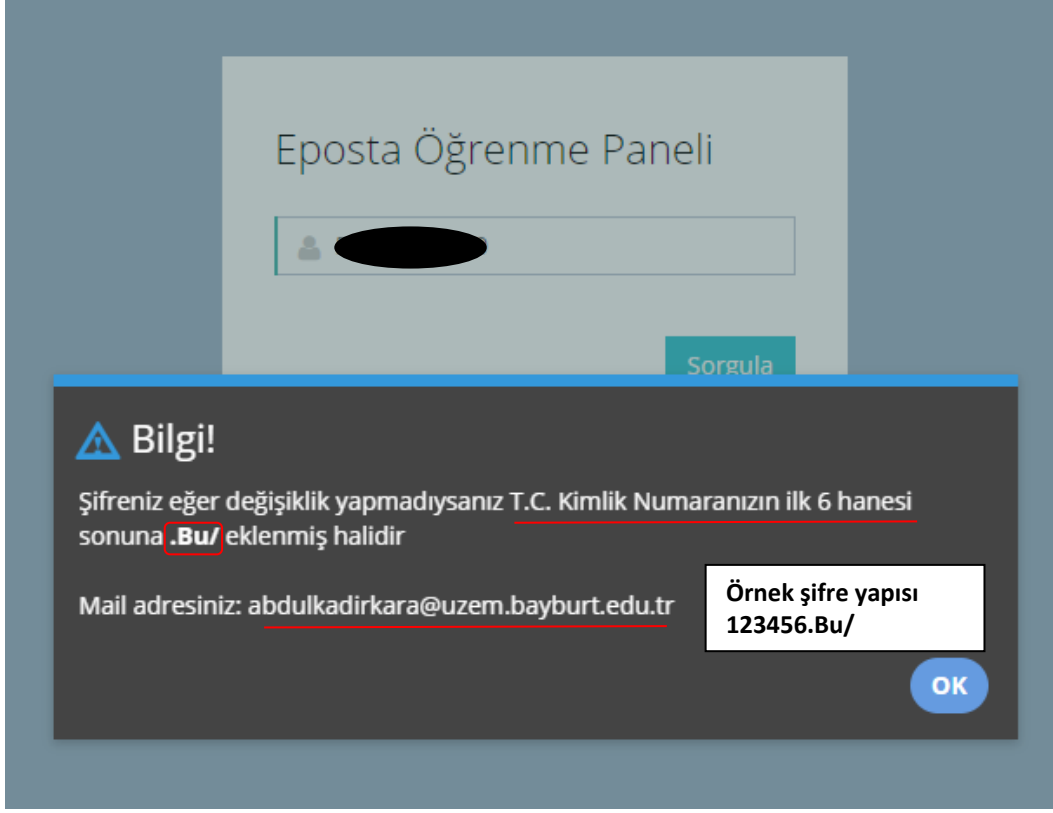 Eposta Öğrenme Paneli
Sorgula
Bilgi!
Şifreniz eğer değişiklik yapmadıysanız T.C. Kimlik Numaranızın ilk 6 hanesi
sonuna .Bu/ eklenmiş halidir
Mail adresiniz: abdulkadirkara@uzem.bayburt.edu.tr
Örnek şifre yapısı
123456.Bu/
OK